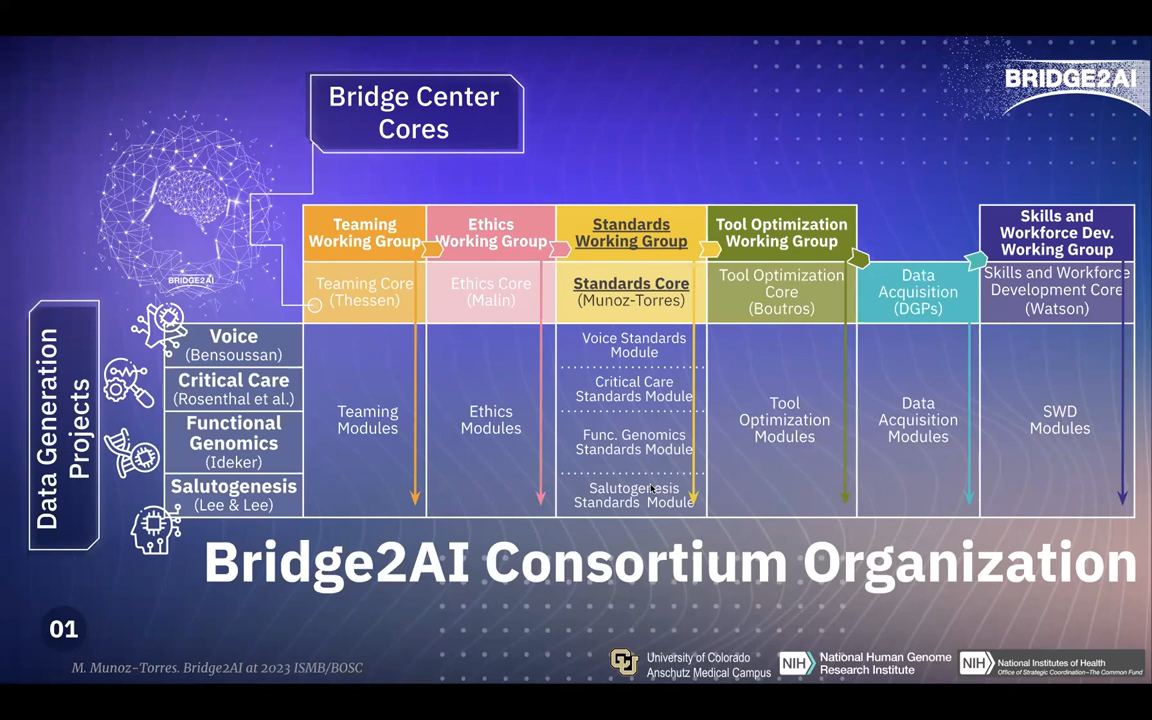 Bridge Center
Cores
BRIDGE2AI
BRIDGE2AI
Teaming
Working Group
Ethics
Working Group
Standards
Working Group
Tool Optimization
Working Group
Skills and
Workforce Dev.
Working Group
Teaming Core
(Thessen)
Ethics Core
(Malin)
Standards Core
(Munoz-Torres)
Tool Optimization
Core
(Boutros)
Data
Acquisition
(DGPs)
Skills and Workforce
Development Core
(Watson)
Data Generation
Projects
Voice
(Bensoussan)
Critical Care
(Rosenthal et al.)
Functional
Genomics
(Ideker)
Salutogenesis
(Lee & Lee)
Teaming
Modules
Ethics
Modules
Voice Standards
Module
Critical Care
Standards Module
Func. Genomics
Standards Module
Salutogenesis
Standards Module
Tool
Optimization
Modules
Data
Acquisition
Modules
SWD
Modules
Bridge2AI Consortium Organization
01
M. Munoz-Torres. Bridge2AI at 2023 ISMB/BOSC
CU
University of Colorado
Anschutz Medical Campus
NIH
National Human Genome
Research Institute
NIH
National Institutes of Health
Office of Strategic Coordination–The Common Fund